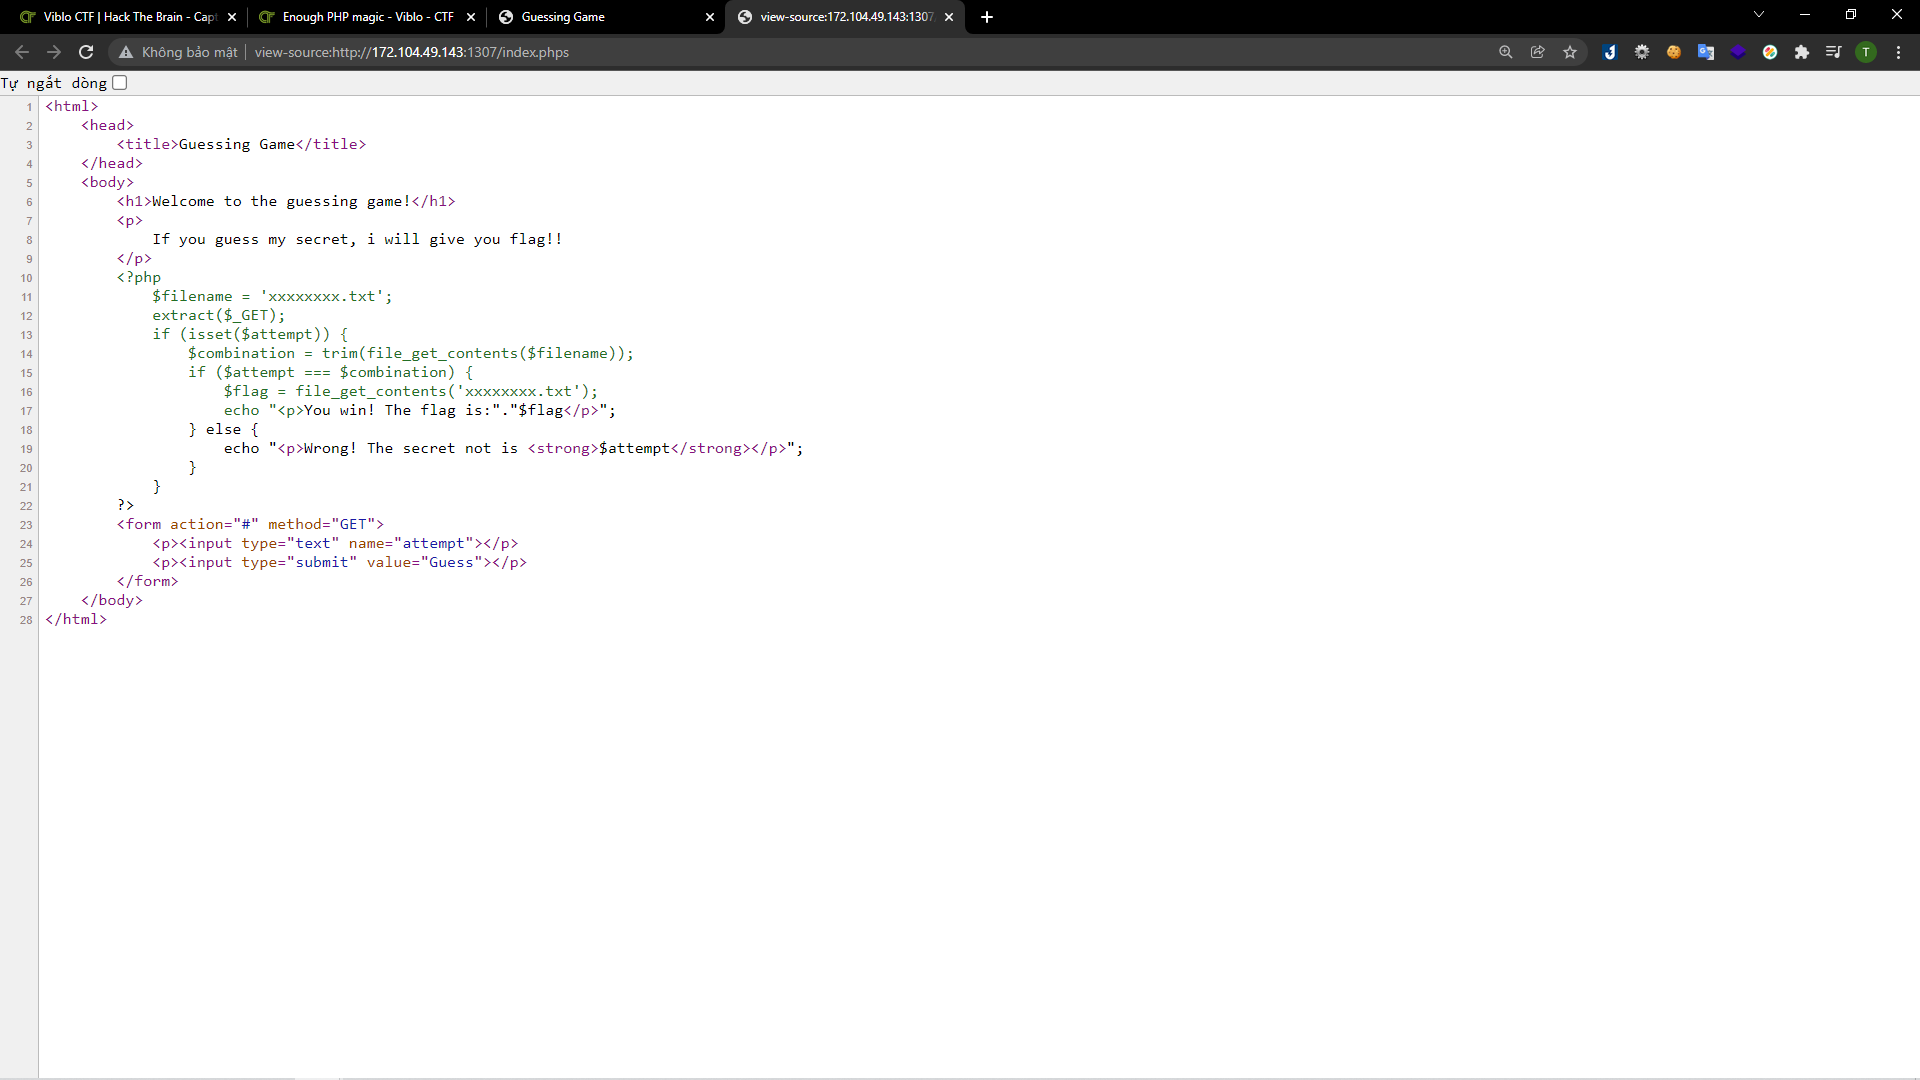 Viblo CTF | Hack The Brain - Capt
Enough PHP magic - Viblo - CTF
Guessing Game
view-source:172.104.49.143:1307
Không bảo mật
view-source:http://172.104.49.143:1307/index.phps
T
Tự ngắt dòng
1 <html>
2 <head>
3 <title>Guessing Game</title>
4 </head>
5 <body>
6 <h1>Welcome to the guessing game!</h1>
7 <p>
8 If you guess my secret, i will give you flag!!
9 </p>
10 <?php
11 $filename = 'xxxxxxxx.txt';
12 extract($_GET);
13 if (isset($attempt)) {
14 $combination = trim(file_get_contents($filename));
15 if ($attempt === $combination) {
16 $flag = file_get_contents('xxxxxxxx.txt');
17 echo "<p>You win! The flag is:"."$flag</p>";
18 } else {
19 echo "<p>Wrong! The secret not is <strong>$attempt</strong></p>";
20 }
21 }
22 ?>
23 <form action="#" method="GET">
24 <p><input type="text" name="attempt"></p>
25 <p><input type="submit" value="Guess"></p>
26 </form>
27 </body>
28 </html>